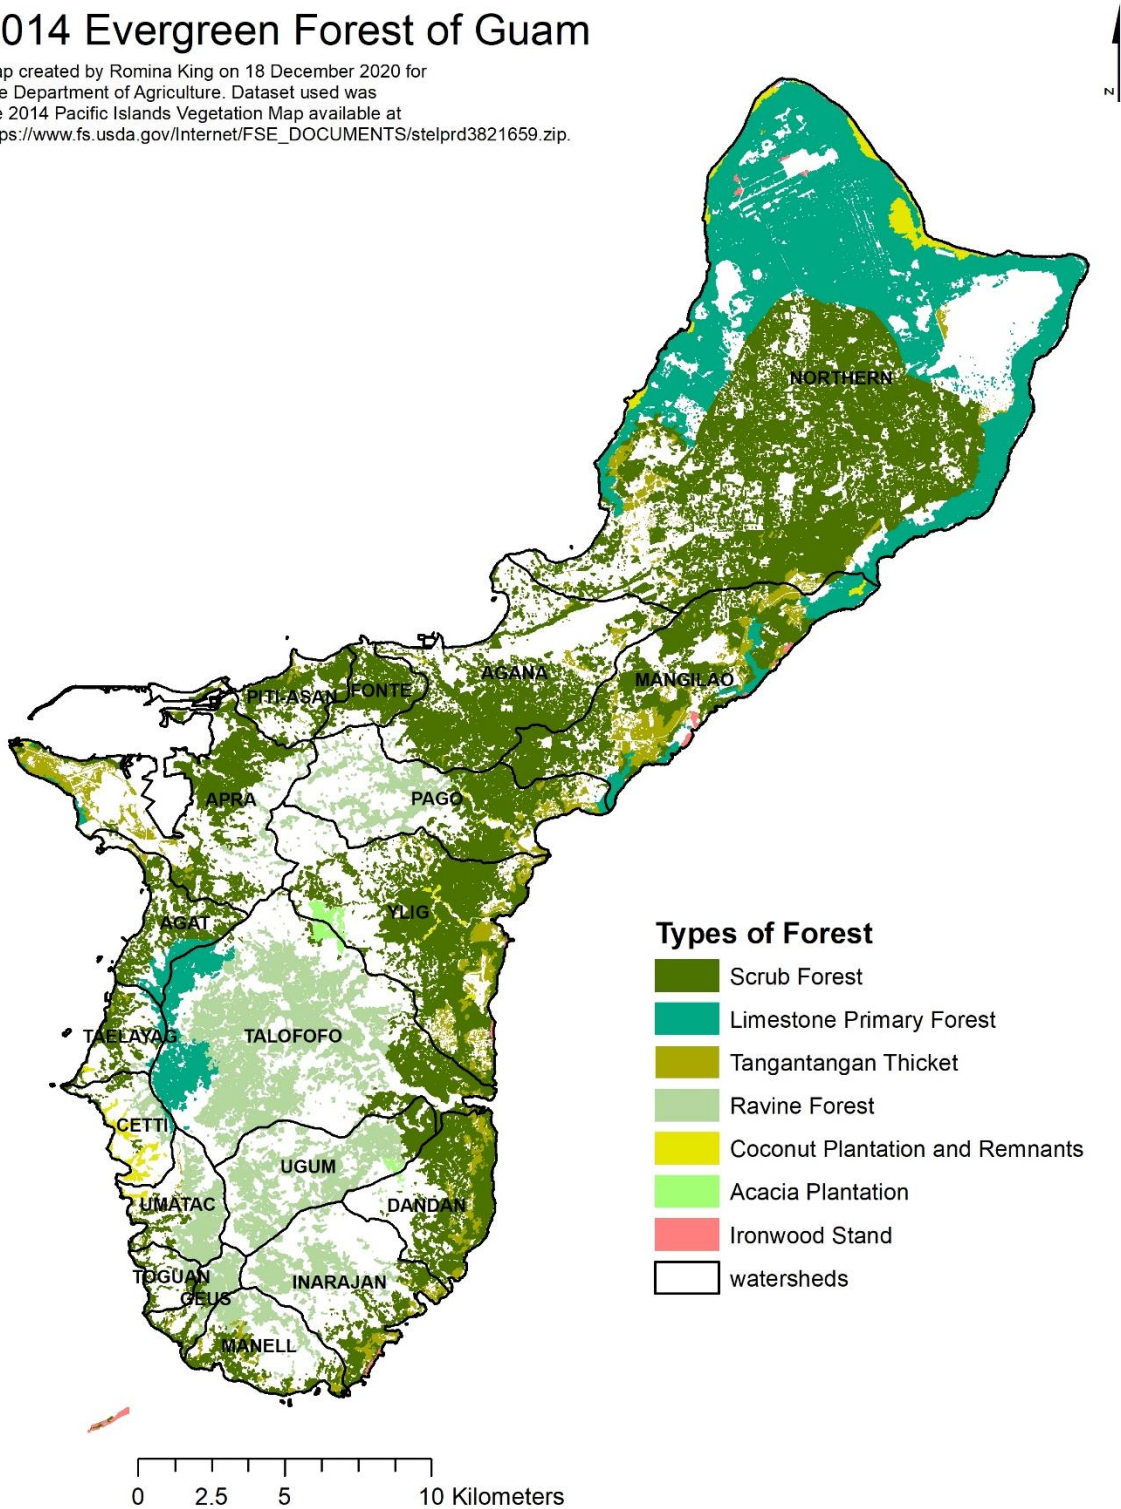 014 Evergreen Forest of Guam
ap created by Romina King on 18 December 2020 for
e Department of Agriculture. Dataset used was
e 2014 Pacific Islands Vegetation Map available at
ps://www.fs.usda.gov/Internet/FSE_DOCUMENTS/stelprd3821659.zip.
N
NORTHERN
AGANA
MANGILAO
PITI-ASAN
FONTE
APRA
PAGO
AGAT
YLIG
TAELAYAG
TALOFOFO
CETTI
UGUM
UMATAC
DANDAN
TOGUAN
GEUS
INARAJAN
MANELL
Types of Forest
Scrub Forest
Limestone Primary Forest
Tangantangan Thicket
Ravine Forest
Coconut Plantation and Remnants
Acacia Plantation
Ironwood Stand
watersheds
0 2.5 5 10 Kilometers